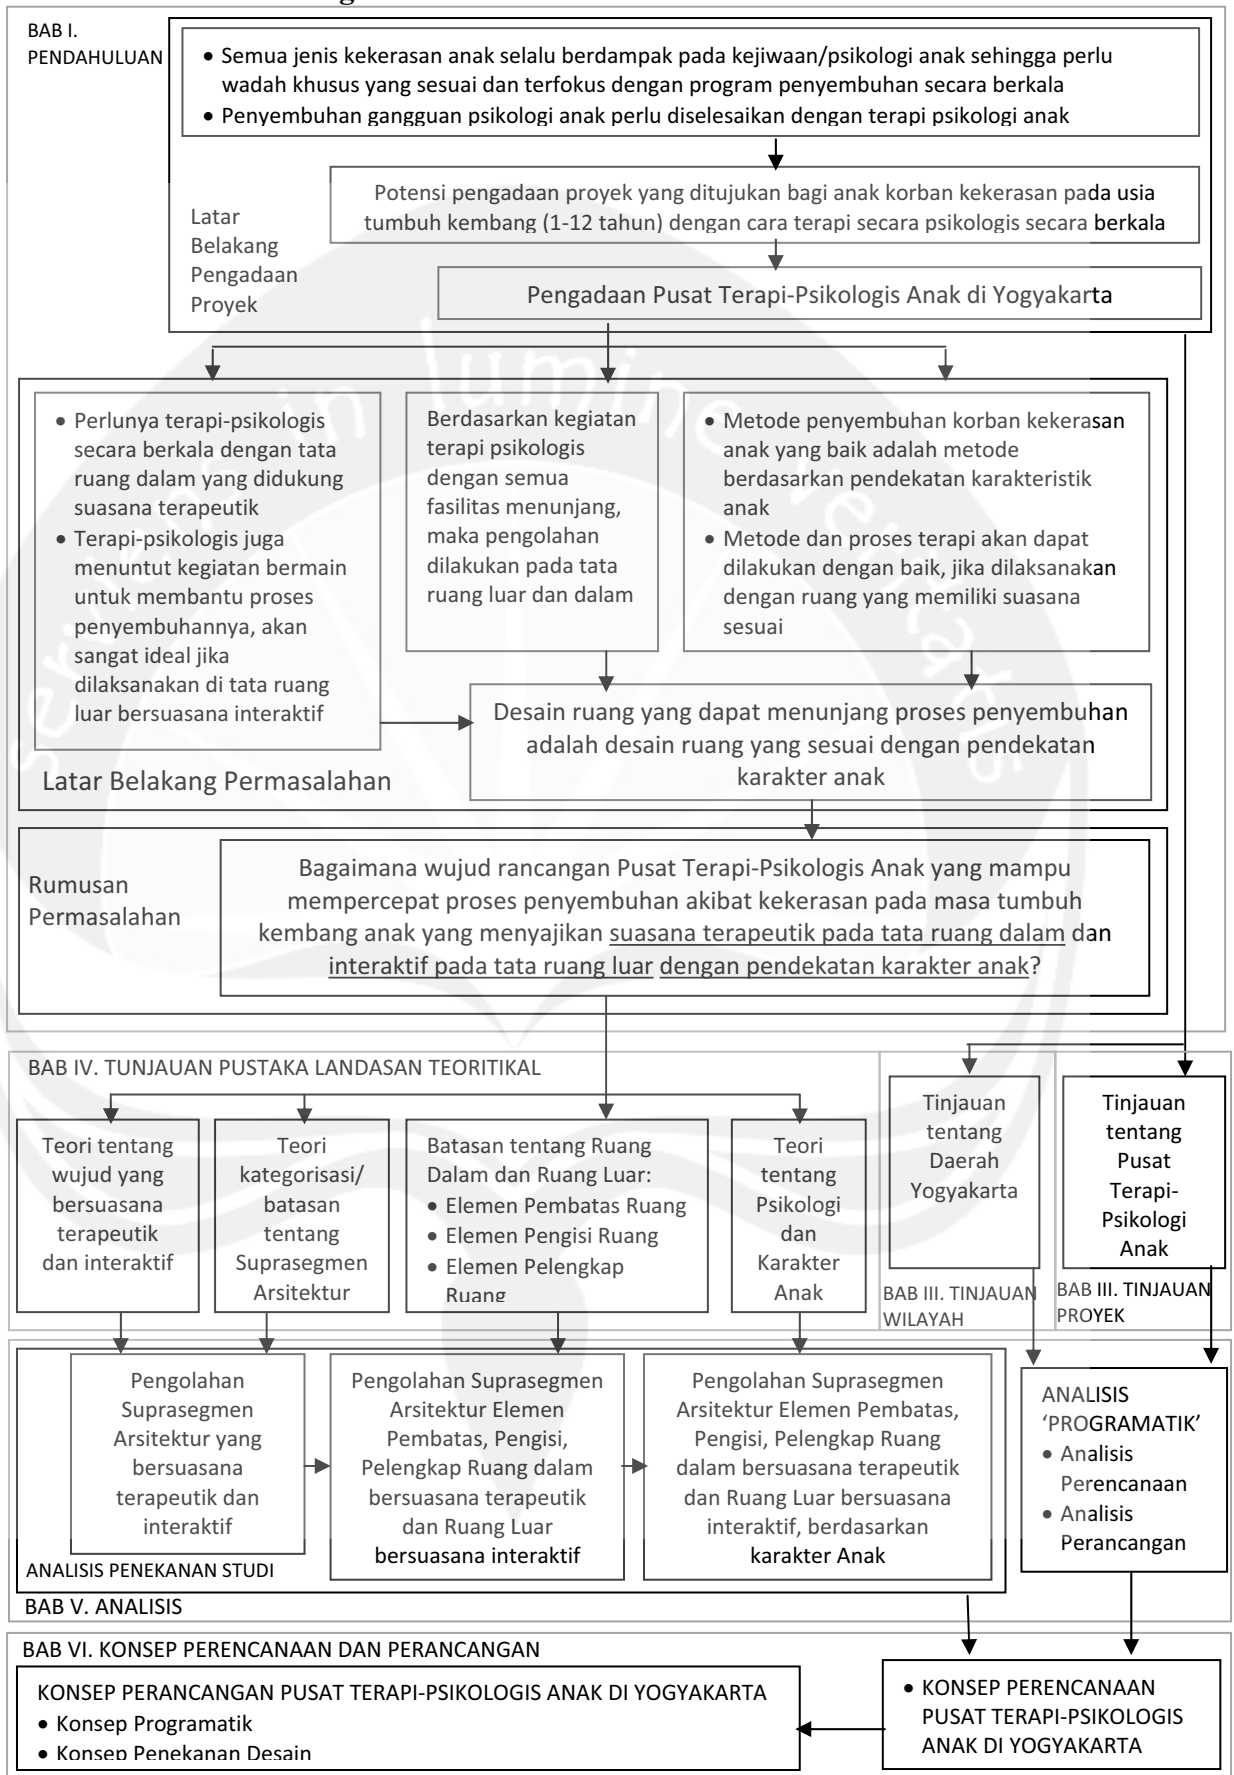 BAB I.
PENDAHULUAN
• Semua jenis kekerasan anak selalu berdampak pada kejiwaan/psikologi anak sehingga perlu
wadah khusus yang sesuai dan terfokus dengan program penyembuhan secara berkala
• Penyembuhan gangguan psikologi anak perlu diselesaikan dengan terapi psikologi anak
Potensi pengadaan proyek yang ditujukan bagi anak korban kekerasan pada usia
tumbuh kembang (1-12 tahun) dengan cara terapi secara psikologis secara berkala
Latar
Belakang
Pengadaan
Proyek
Pengadaan Pusat Terapi-Psikologis Anak di Yogyakarta
• Perlunya terapi-psikologis
secara berkala dengan tata
ruang dalam yang didukung
suasana terapeutik
• Terapi-psikologis juga
menuntut kegiatan bermain
untuk membantu proses
penyembuhannya, akan
sangat ideal jika
dilaksanakan di tata ruang
luar bersuasana interaktif
Berdasarkan kegiatan
terapi psikologis
dengan semua
fasilitas menunjang,
maka pengolahan
dilakukan pada tata
ruang luar dan dalam
• Metode penyembuhan korban kekerasan
anak yang baik adalah metode
berdasarkan pendekatan karakteristik
anak
• Metode dan proses terapi akan dapat
dilakukan dengan baik, jika dilaksanakan
dengan ruang yang memiliki suasana
sesuai
Desain ruang yang dapat menunjang proses penyembuhan
adalah desain ruang yang sesuai dengan pendekatan
karakter anak
Latar Belakang Permasalahan
Rumusan
Permasalahan
Bagaimana wujud rancangan Pusat Terapi-Psikologis Anak yang mampu
mempercepat proses penyembuhan akibat kekerasan pada masa tumbuh
kembang anak yang menyajikan suasana terapeutik pada tata ruang dalam dan
interaktif pada tata ruang luar dengan pendekatan karakter anak?
BAB IV. TUNJAUAN PUSTAKA LANDASAN TEORITIKAL
Teori tentang
wujud yang
bersuasana
terapeutik
dan interaktif
Teori
kategorisasi/
batasan
tentang
Suprasegmen
Arsitektur
Batasan tentang Ruang
Dalam dan Ruang Luar:
• Elemen Pembatas Ruang
• Elemen Pengisi Ruang
• Elemen Pelengkap
Ruang
Teori
tentang
Psikologi
dan
Karakter
Anak
Tinjauan
tentang
Daerah
Yogyakarta
BAB III. TINJAUAN
WILAYAH
Tinjauan
tentang
Pusat
Terapi-
Psikologi
Anak
BAB III. TINJAUAN
PROYEK
Pengolahan
Suprasegmen
Arsitektur yang
bersuasana
terapeutik dan
interaktif
Pengolahan Suprasegmen
Arsitektur Elemen
Pembatas, Pengisi,
Pelengkap Ruang dalam
bersuasana terapeutik
dan Ruang Luar
bersuasana interaktif
Pengolahan Suprasegmen
Arsitektur Elemen Pembatas,
Pengisi, Pelengkap Ruang
dalam bersuasana terapeutik
dan Ruang Luar bersuasana
interaktif, berdasarkan
karakter Anak
ANALISIS
‘PROGRAMATIK’
• Analisis
Perencanaan
• Analisis
Perancangan
ANALISIS PENEKANAN STUDI
BAB V. ANALISIS
BAB VI. KONSEP PERENCANAAN DAN PERANCANGAN
KONSEP PERANCANGAN PUSAT TERAPI-PSIKOLOGIS ANAK DI YOGYAKARTA
• Konsep Programatik
• Konsep Penekanan Desain
• KONSEP PERENCANAAN
PUSAT TERAPI-PSIKOLOGIS
ANAK DI YOGYAKARTA
serviens in lumine veritatis